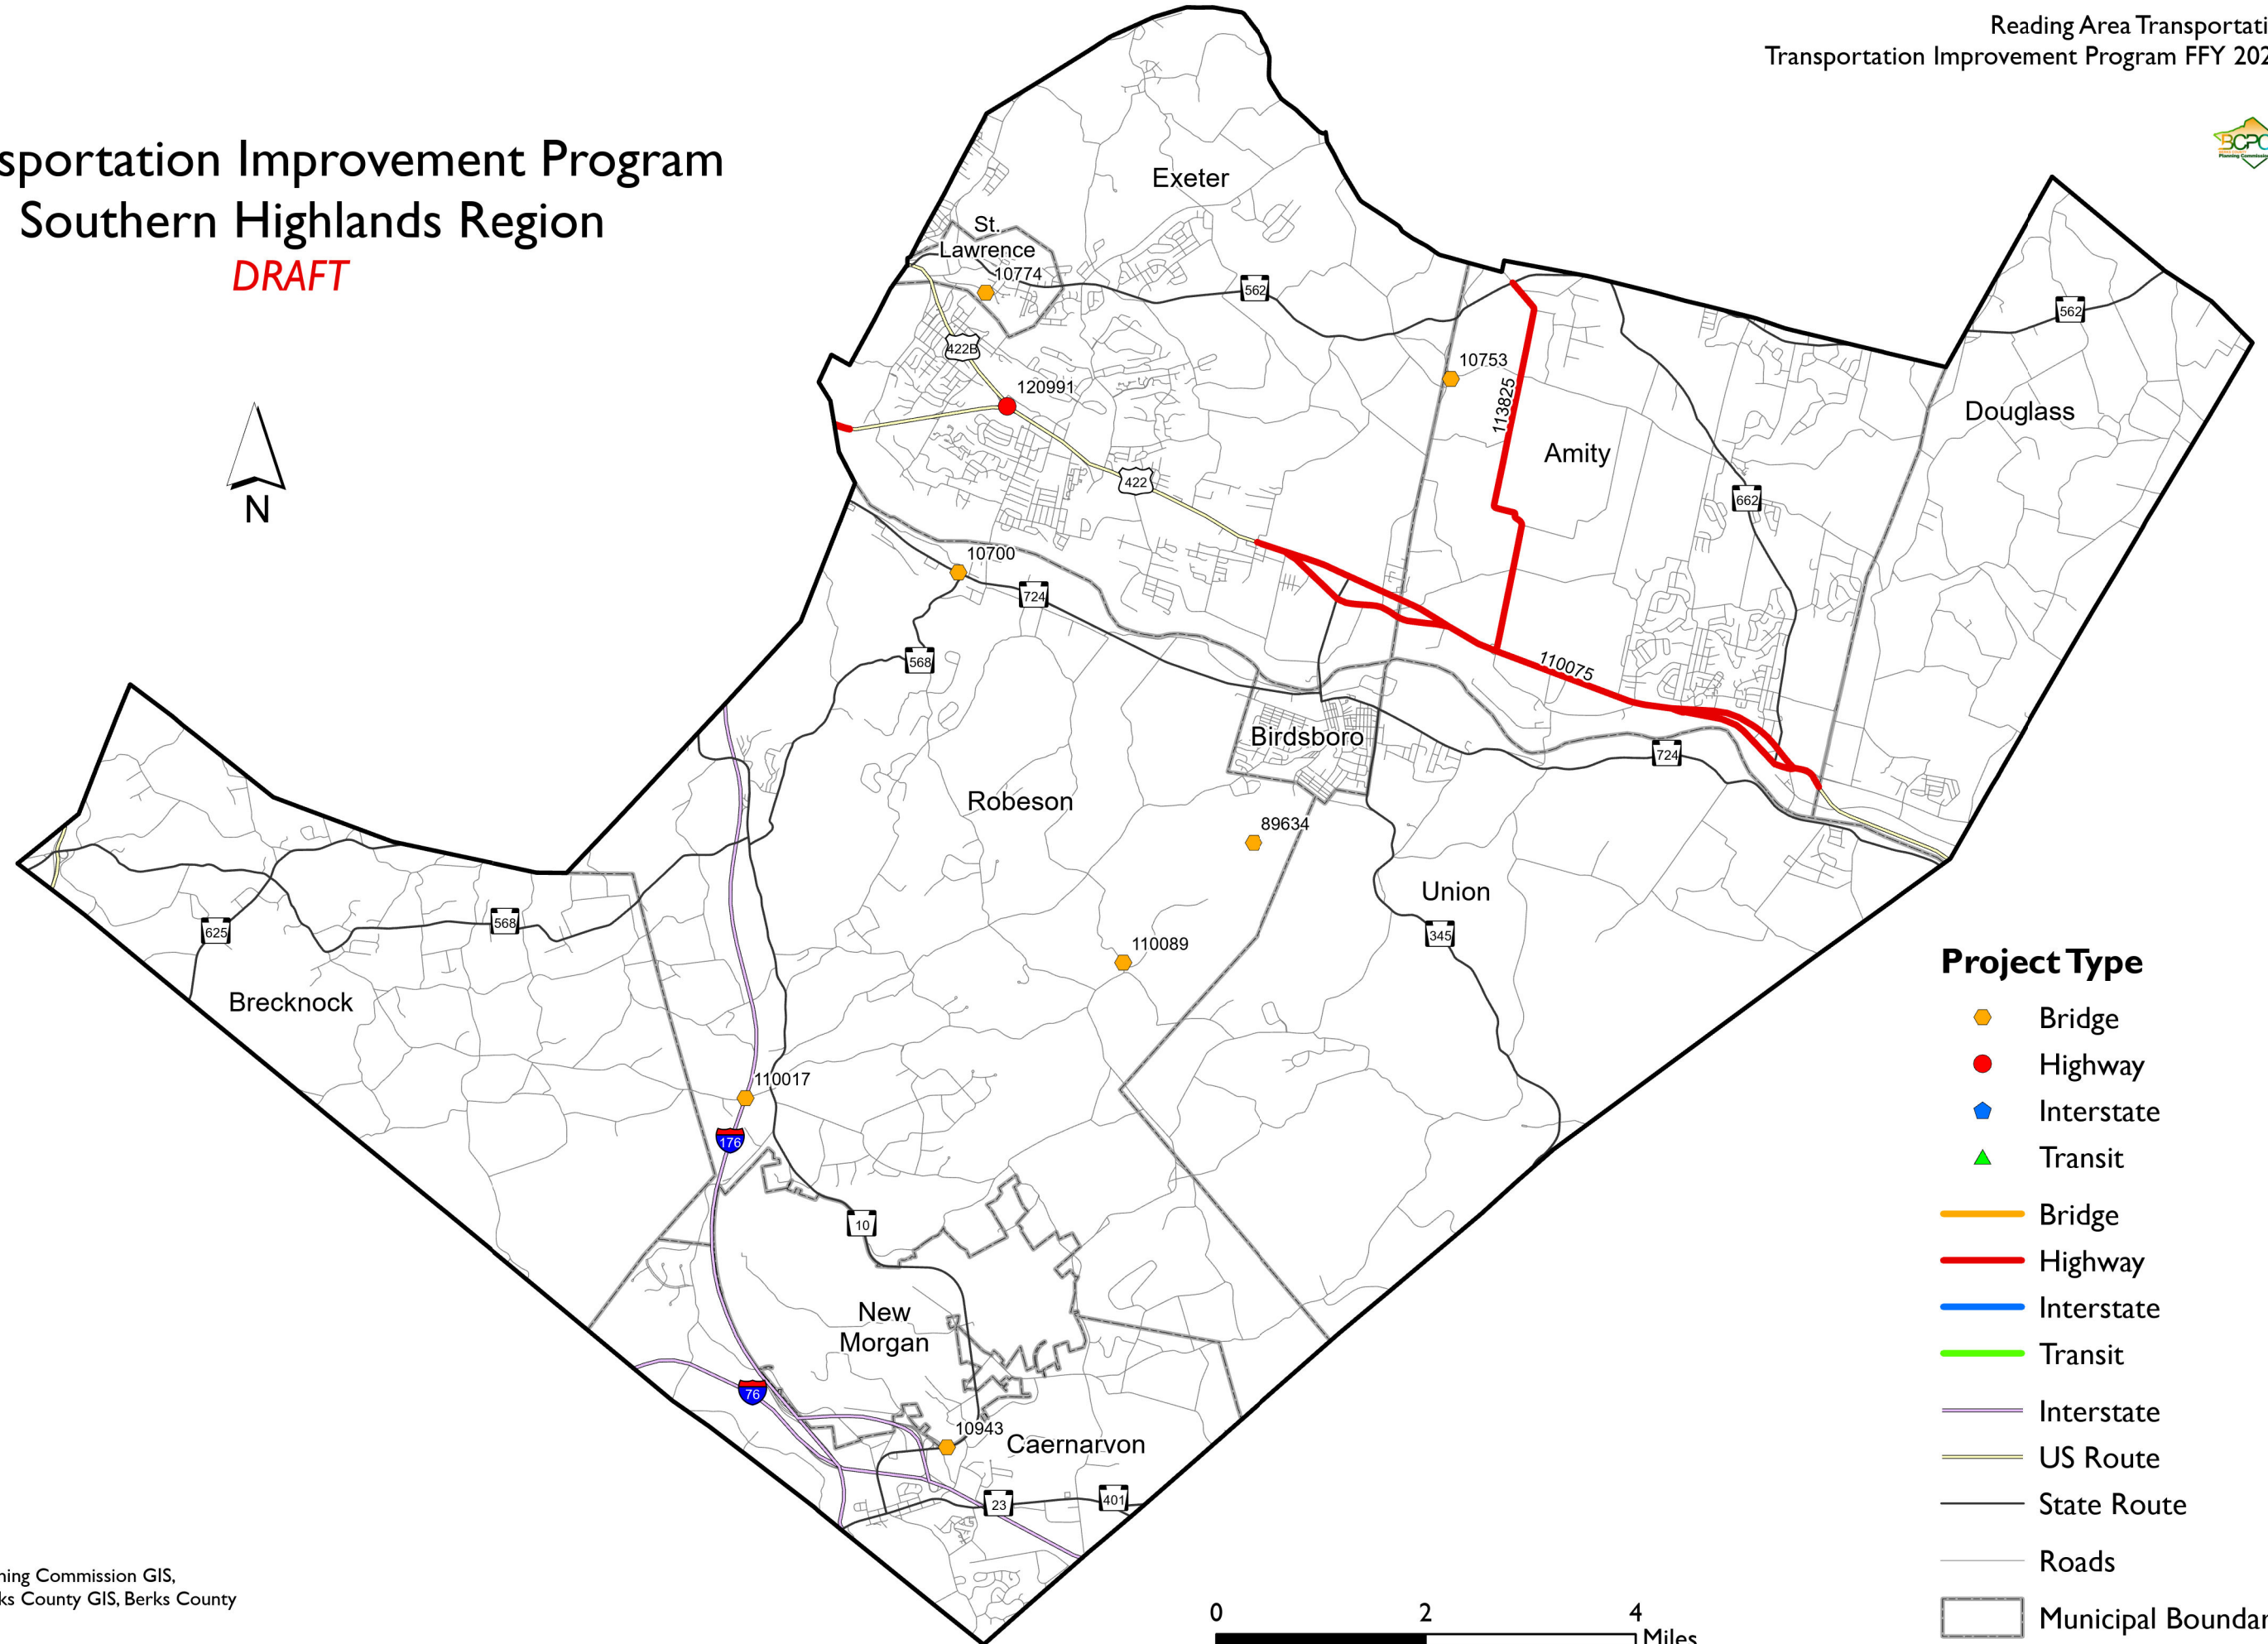 Reading Area Transportati
Transportation Improvement Program FFY 202
BCPC
Planning Commiss
sportation Improvement Program
Southern Highlands Region
DRAFT
N
Exeter
St.
Lawrence
10774
562
562
422B
120991
10753
113825
Douglass
Amity
422
662
10700
724
568
110075
Birdsboro
724
Robeson
89634
Union
568
625
345
110089
Brecknock
110017
176
10
New
Morgan
76
10943
Caernarvon
23
401
Project Type
Bridge
Highway
Interstate
Transit
Bridge
Highway
Interstate
Transit
Interstate
US Route
State Route
Roads
Municipal Boundar
ning Commission GIS,
ks County GIS, Berks County
0 2 4
Miles